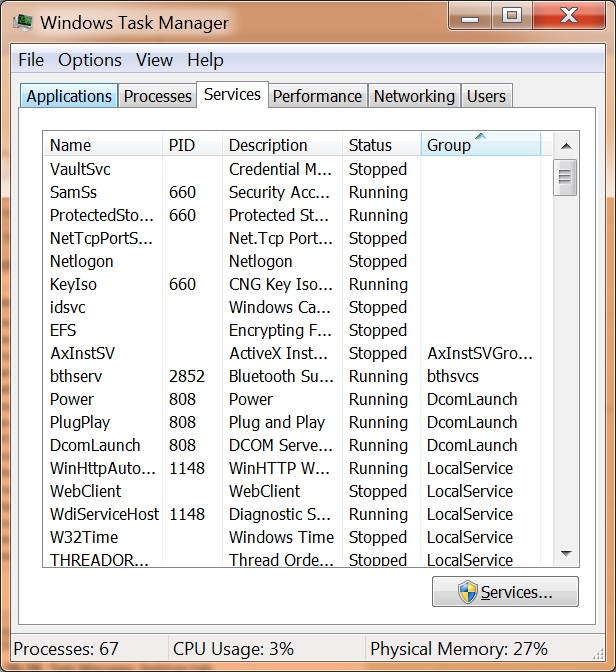 Windows Task Manager
File Options View Help
Applications Processes Services Performance Networking Users
Name PID Description Status Group
VaultSvc Credential M... Stopped
SamSs 660 Security Acc... Running
ProtectedSto... 660 Protected St... Running
NetTcpPortS... Net.Tcp Port... Stopped
Netlogon Netlogon Stopped
KeyIso 660 CNG Key Iso... Running
idsvc Windows Ca... Stopped
EFS Encrypting F... Stopped
AxInstSV ActiveX Inst... Stopped AxInstSVGro...
bthserv 2852 Bluetooth Su... Running bthsvcs
Power 808 Power Running DcomLaunch
PlugPlay 808 Plug and Play Running DcomLaunch
DcomLaunch 808 DCOM Serve... Running DcomLaunch
WinHttpAuto... 1148 WinHTTP W... Running LocalService
WebClient WebClient Stopped LocalService
WdiServiceHost 1148 Diagnostic S... Running LocalService
W32Time Windows Time Stopped LocalService
THREADOR... Thread Orde... Stopped LocalService
Services...
Processes: 67 CPU Usage: 3% Physical Memory: 27%